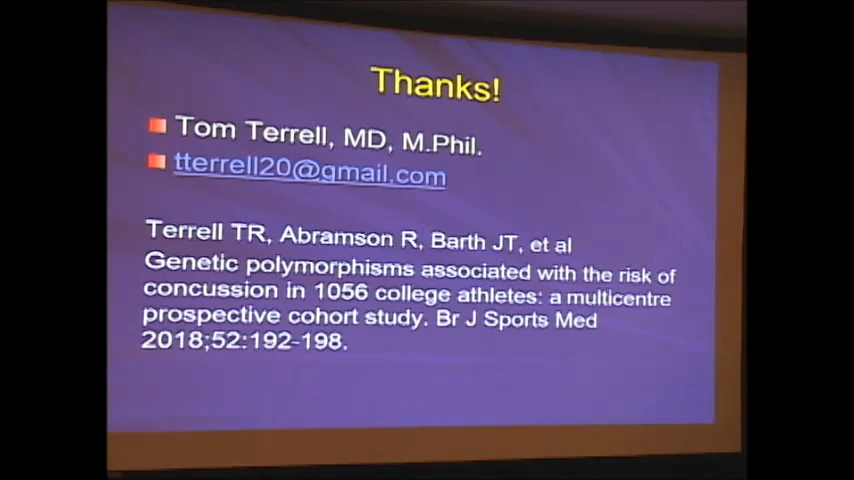 Thanks!
Tom Terrell, MD, M.Phil.
tterrell20@gmail.com
Terrell TR, Abramson R, Barth JT, et al
Genetic polymorphisms associated with the risk of
concussion in 1056 college athletes: a multicentre
prospective cohort study. Br J Sports Med
2018;52:192-198.